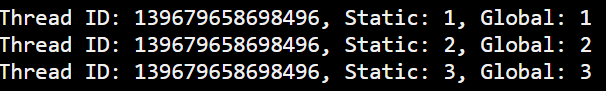 Thread ID: 139679658698496, Static: 1, Global: 1
Thread ID: 139679658698496, Static: 2, Global: 2
Thread ID: 139679658698496, Static: 3, Global: 3